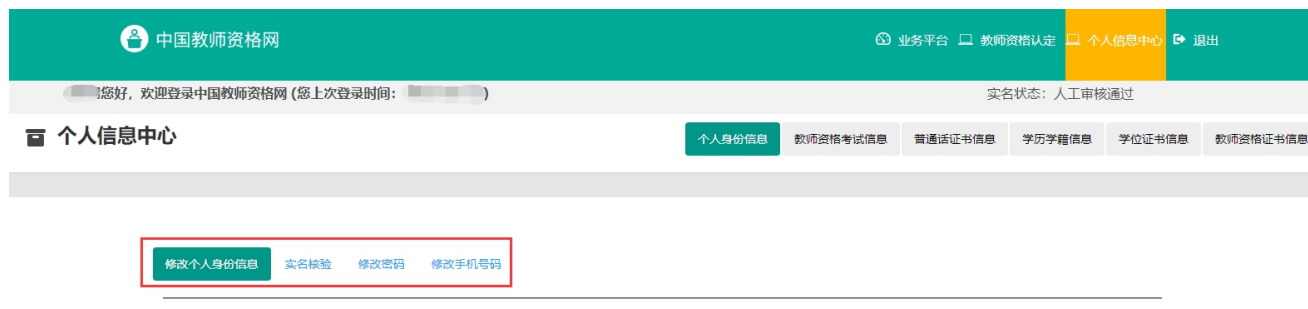 中国教师资格网
业务平台 教师资格认定 个人信息中心 退出
您好，欢迎登录中国教师资格网 (您上次登录时间： )
实名状态：人工审核通过
个人信息中心
个人身份信息 教师资格考试信息 普通话证书信息 学历学籍信息 学位证书信息 教师资格证书信息
修改个人身份信息 实名核验 修改密码 修改手机号码